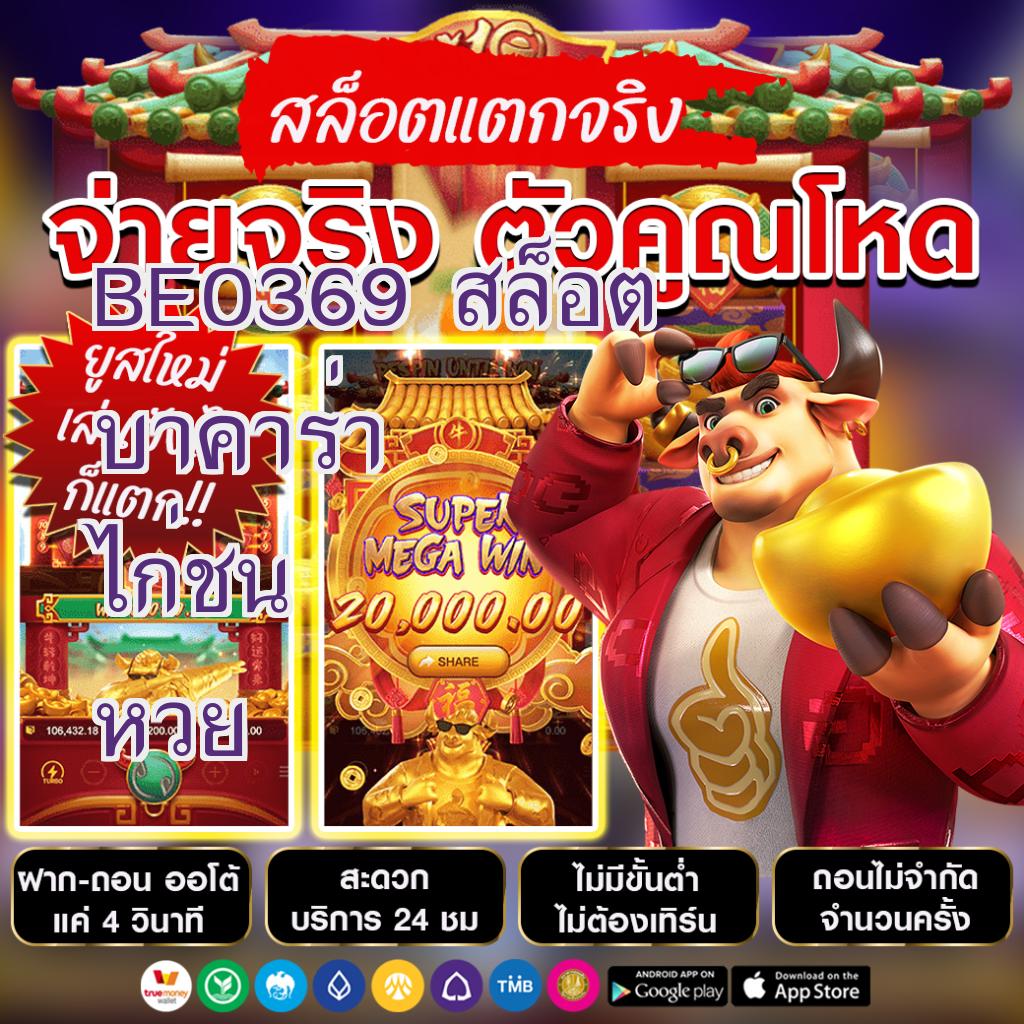 สล็อตแตกจริง
จ่ายจริง ตัวคูณโหด
BE0369 สล็อต
บาคาร่า
ไก่ชน
หวย
ยูสใหม่
ก็แตก!!
SUPER
MEGA WIN
20,000.00
SHARE
106,432.18
TURBO
0.00
ฝาก-ถอน ออโต้
แค่ 4 วินาที
สะดวก
บริการ 24 ชม
ไม่มีขั้นต่ำ
ไม่ต้องเทิร์น
ถอนไม่จำกัด
จำนวนครั้ง
truemoney
wallet
TMB
ANDROID APP ON
Google play
Download on the
App Store